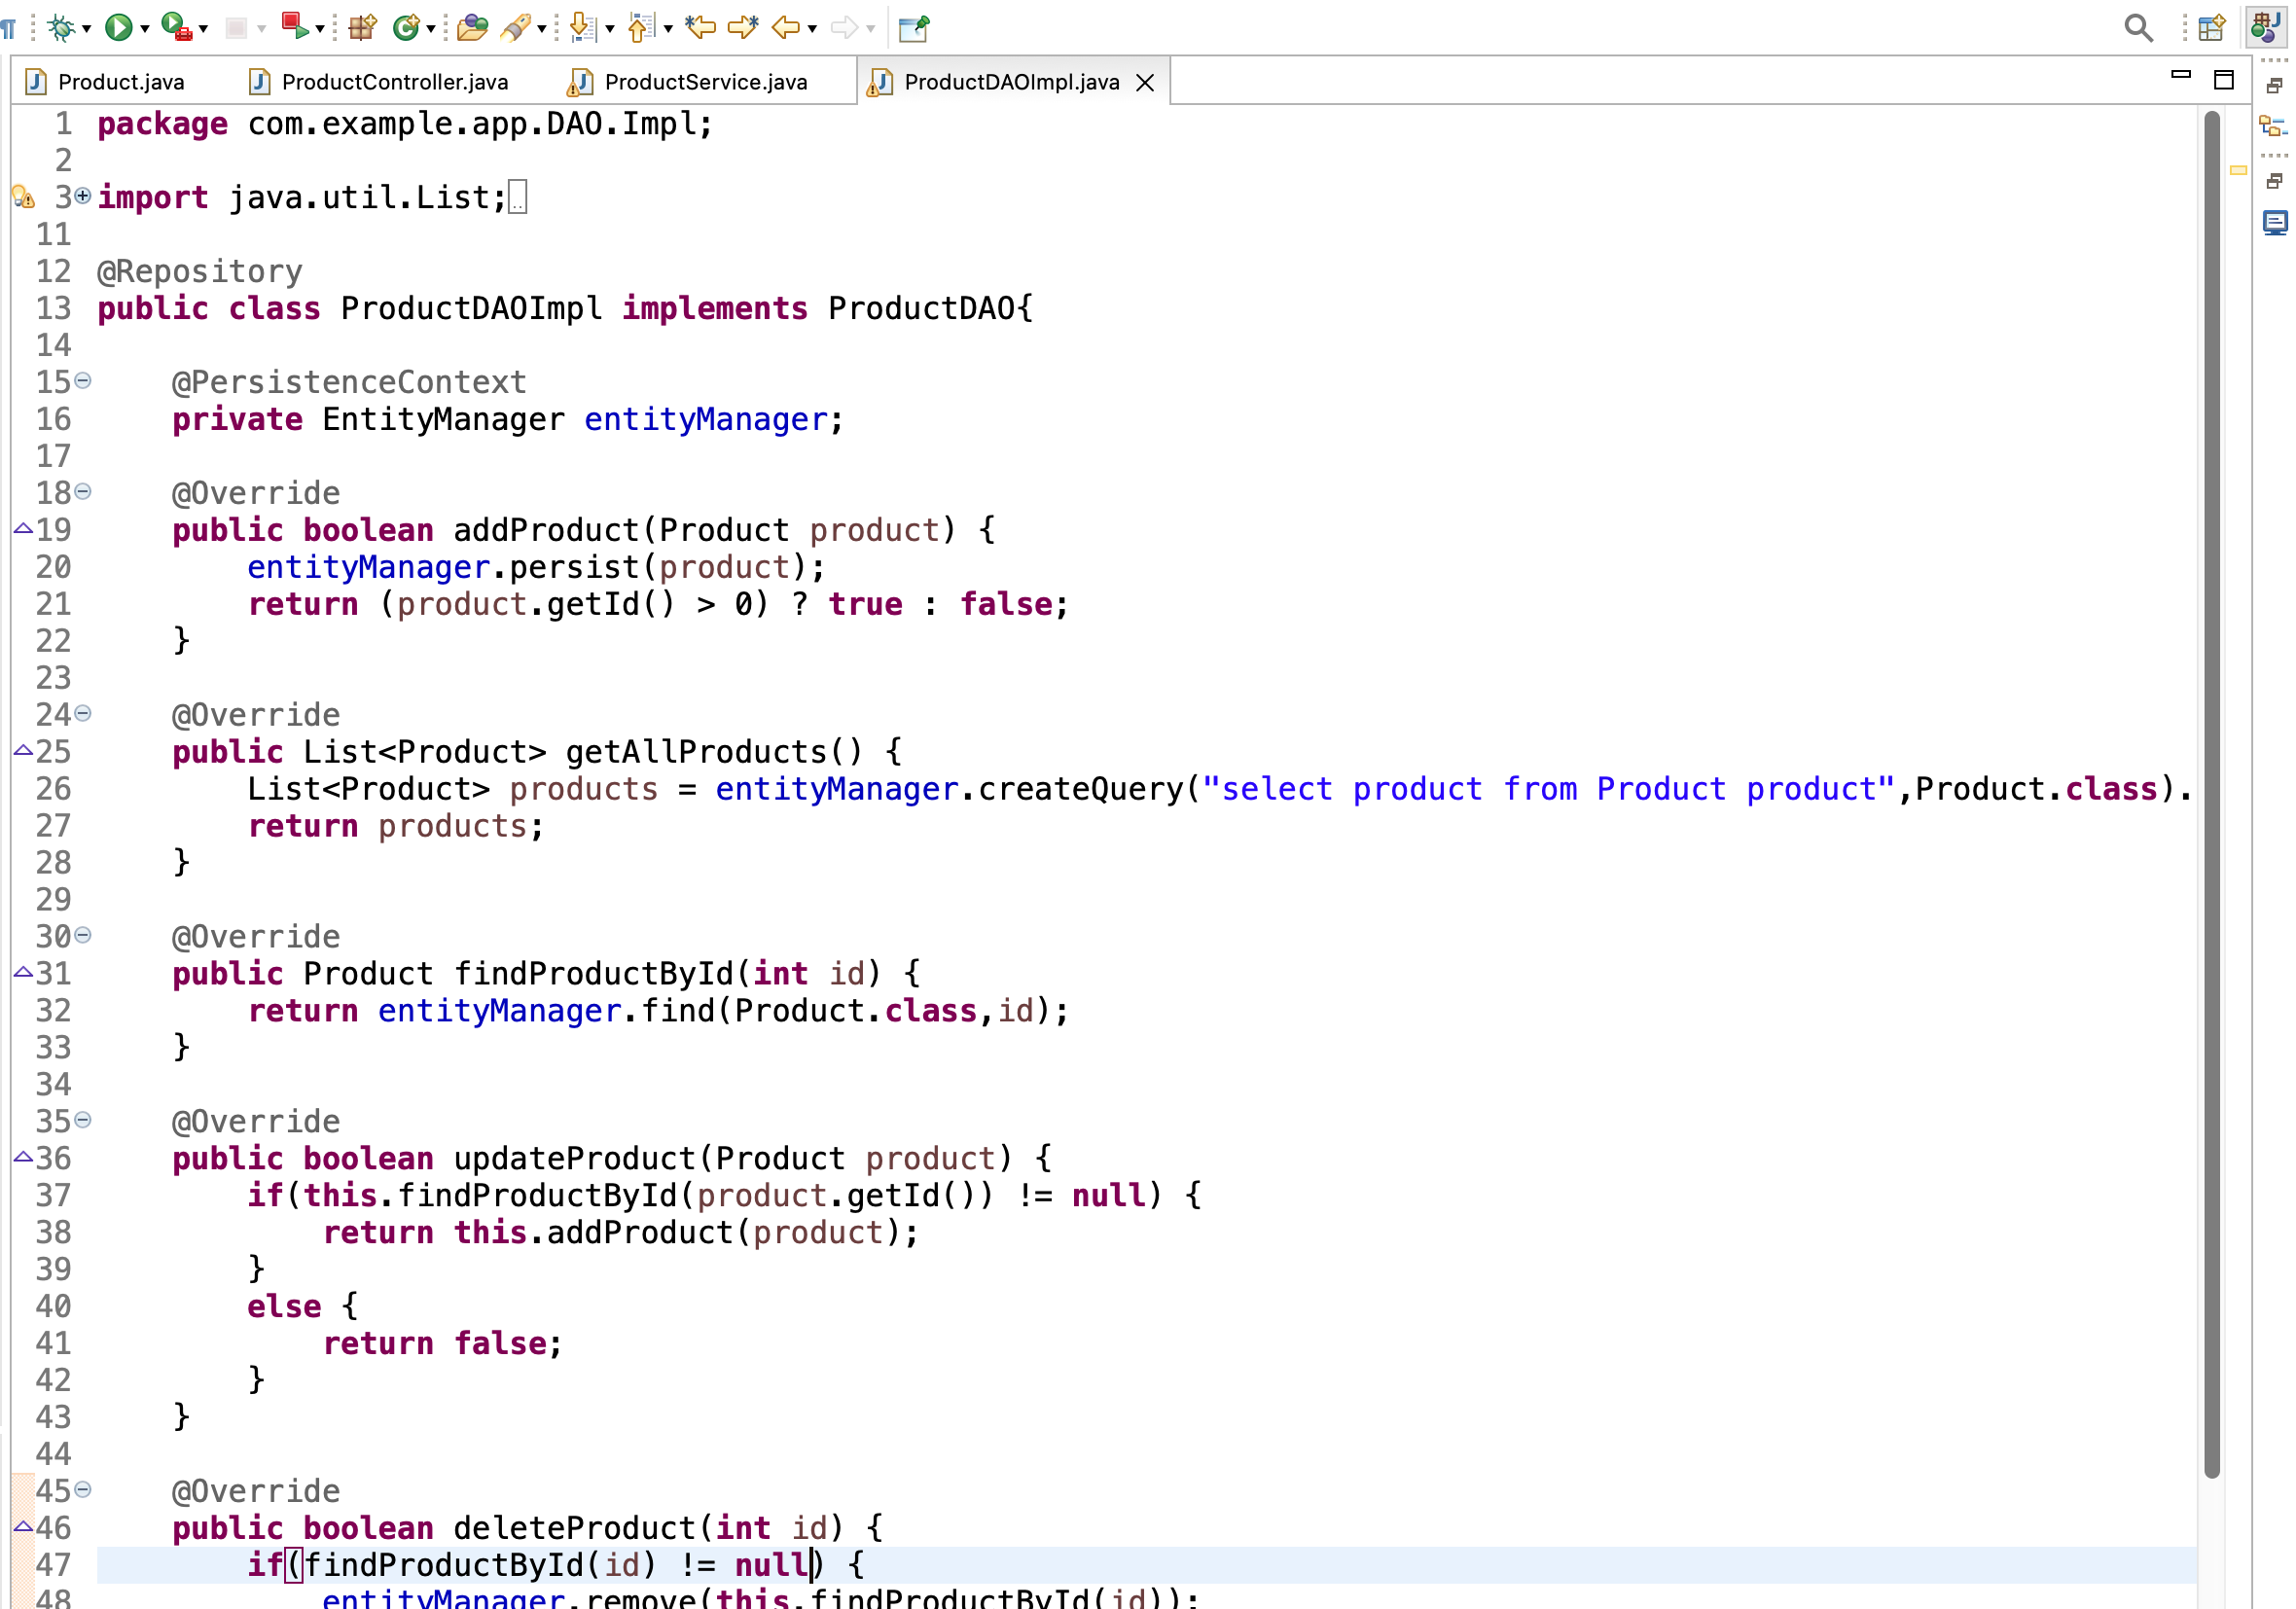 Product.java ProductController.java ProductService.java ProductDAOImpl.java
1 package com.example.app.DAO.Impl;
2
3 import java.util.List;
11
12 @Repository
13 public class ProductDAOImpl implements ProductDAO{
14
15 @PersistenceContext
16 private EntityManager entityManager;
17
18 @Override
19 public boolean addProduct(Product product) {
20 entityManager.persist(product);
21 return (product.getId() > 0) ? true : false;
22 }
23
24 @Override
25 public List<Product> getAllProducts() {
26 List<Product> products = entityManager.createQuery("select product from Product product",Product.class).
27 return products;
28 }
29
30 @Override
31 public Product findProductById(int id) {
32 return entityManager.find(Product.class,id);
33 }
34
35 @Override
36 public boolean updateProduct(Product product) {
37 if(this.findProductById(product.getId()) != null) {
38 return this.addProduct(product);
39 }
40 else {
41 return false;
42 }
43 }
44
45 @Override
46 public boolean deleteProduct(int id) {
47 if(findProductById(id) != null) {
48 entityManager.remove(this.findProductById(id));